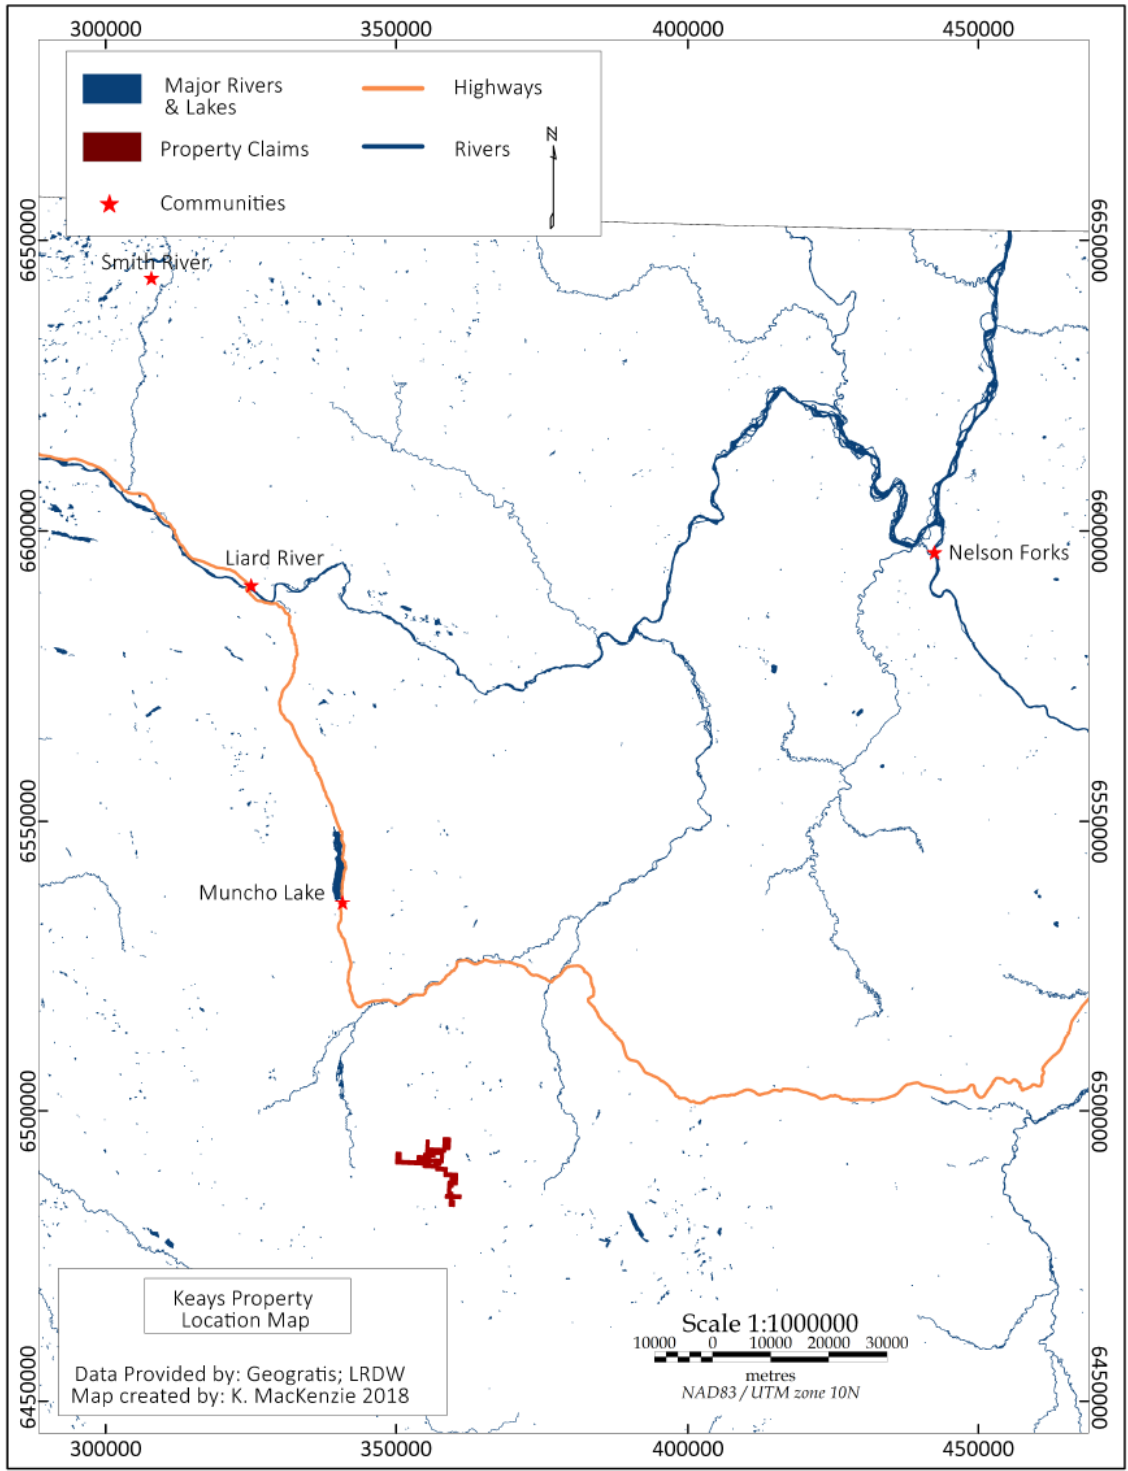 300000 350000 400000 450000
Major Rivers
& Lakes
Highways
Property Claims
Rivers
Communities
N
6650000
6650000
Smith River
6600000
6600000
Liard River
Nelson Forks
6550000
6550000
Muncho Lake
6500000
6500000
Keays Property
Location Map
Data Provided by: Geogratis; LRDW
Map created by: K. MacKenzie 2018
Scale 1:1000000
10000 0 10000 20000 30000
metres
NAD83 / UTM zone 10N
6450000
6450000
300000 350000 400000 450000